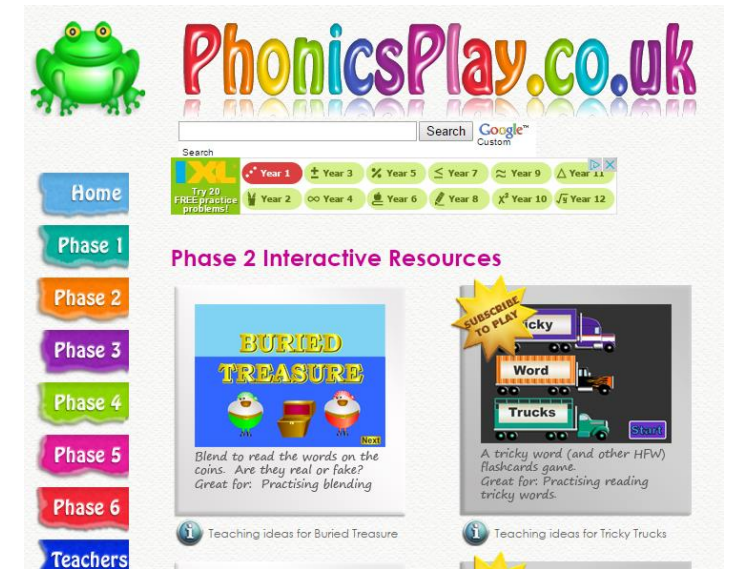 PhonicsPlay.co.uk
Search
Google™
Custom
Search
IXL
Try 20
FREE practice
problems!
Year 1
± Year 3
% Year 5
≤ Year 7
≈ Year 9
△ Year 11
Year 2
∞ Year 4
Year 6
Year 8
X² Year 10
Year 12
Home
Phase 1
Phase 2
Phase 3
Phase 4
Phase 5
Phase 6
Teachers
Phase 2 Interactive Resources
BURIED
TREASURE
Next
Blend to read the words on the
coins. Are they real or fake?
Great for: Practising blending
Teaching ideas for Buried Treasure
SUBSCRIBE
TO PLAY
Tricky
Word
Trucks
Start
A tricky word (and other HFW)
flashcards game.
Great for: Practising reading
tricky words.
Teaching ideas for Tricky Trucks